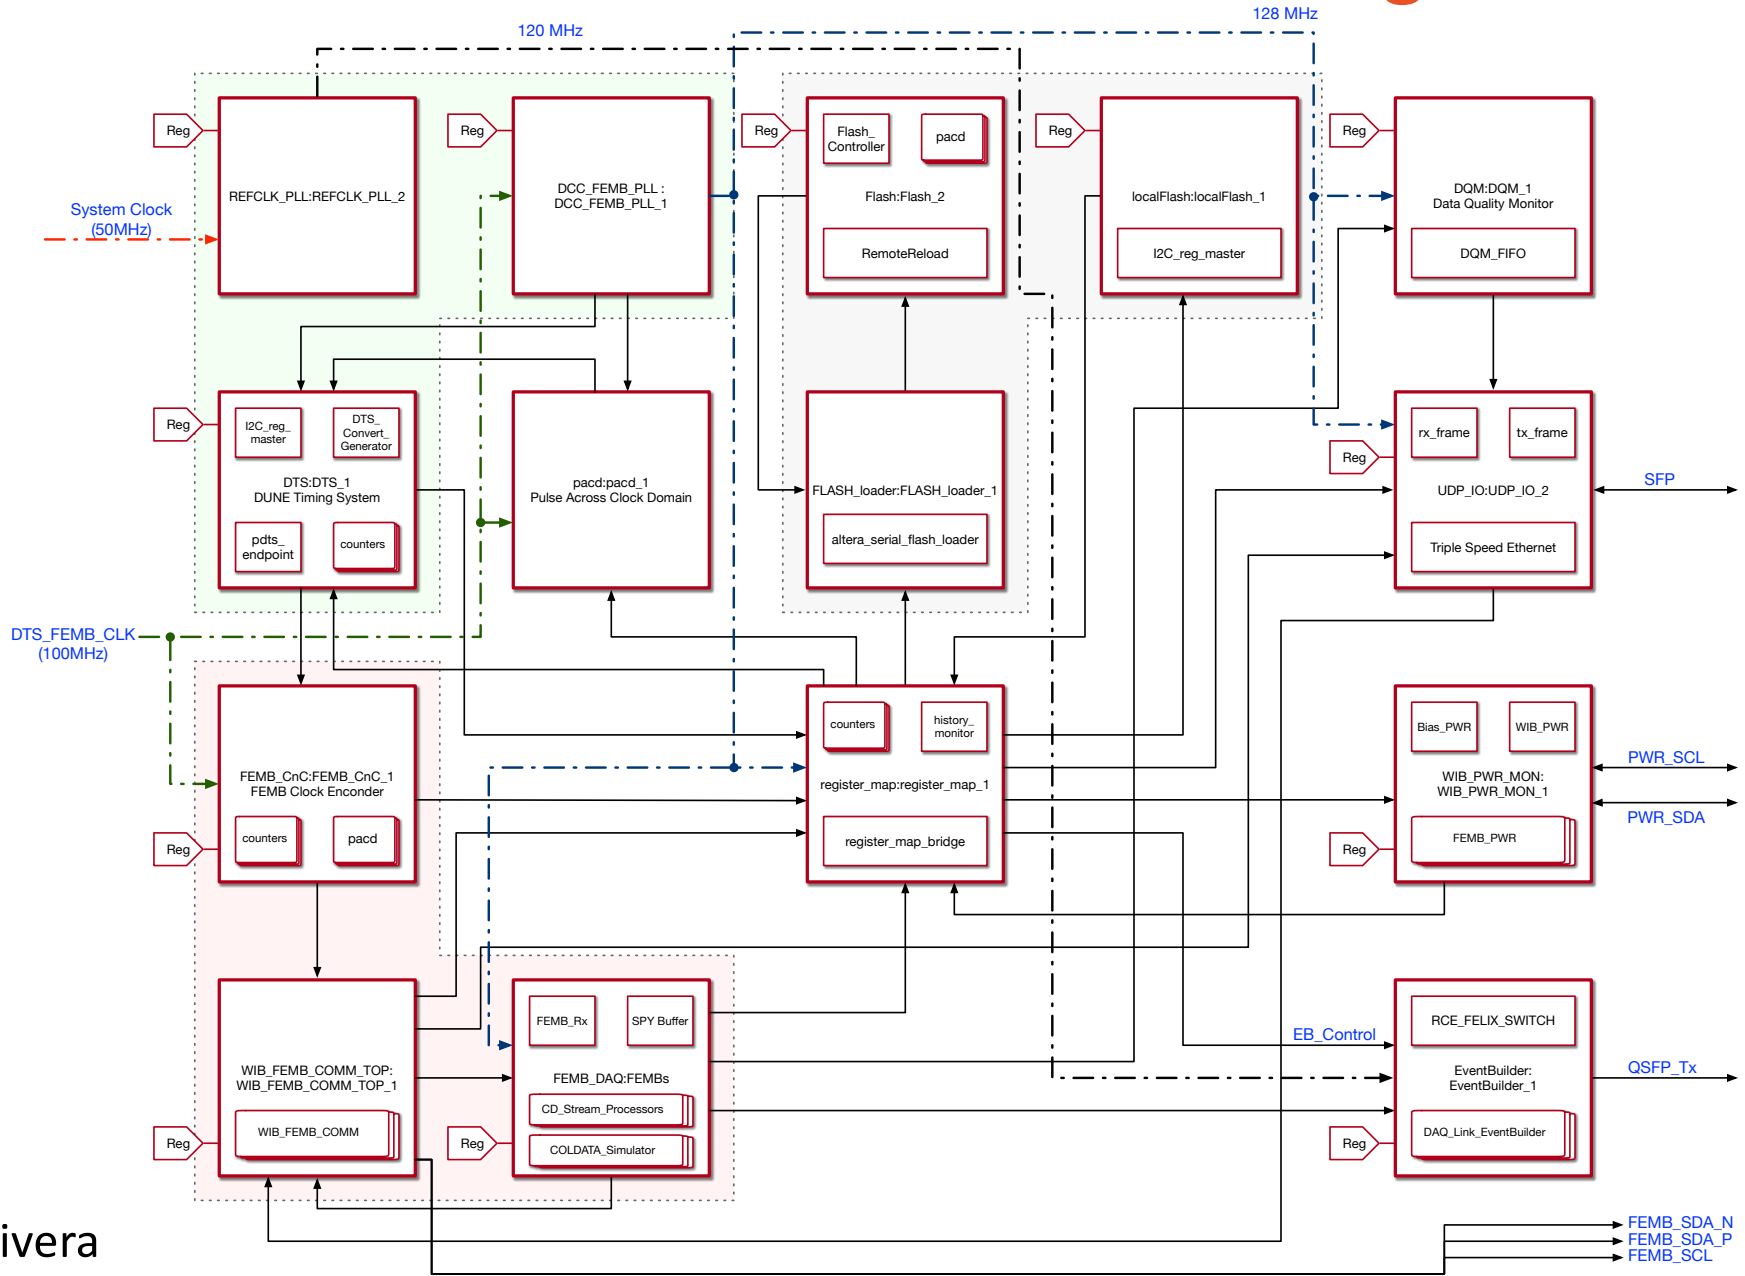 128 MHz
120 MHz
Reg
REFCLK_PLL:REFCLK_PLL_2
Reg
DCC_FEMB_PLL :
DCC_FEMB_PLL_1
Reg
Flash_
Controller
pacd
Flash:Flash_2
RemoteReload
Reg
localFlash:localFlash_1
I2C_reg_master
Reg
DQM:DQM_1
Data Quality Monitor
DQM_FIFO
System Clock
(50MHz)
Reg
I2C_reg_
master
DTS_
Convert_
Generator
DTS:DTS_1
DUNE Timing System
pdts_
endpoint
counters
pacd:pacd_1
Pulse Across Clock Domain
FLASH_loader:FLASH_loader_1
altera_serial_flash_loader
rx_frame
tx_frame
Reg
UDP_IO:UDP_IO_2
Triple Speed Ethernet
SFP
DTS_FEMB_CLK
(100MHz)
FEMB_CnC:FEMB_CnC_1
FEMB Clock Enconder
counters
pacd
Reg
counters
history_
monitor
register_map:register_map_1
register_map_bridge
Bias_PWR
WIB_PWR
WIB_PWR_MON:
WIB_PWR_MON_1
FEMB_PWR
Reg
PWR_SCL
PWR_SDA
WIB_FEMB_COMM_TOP:
WIB_FEMB_COMM_TOP_1
WIB_FEMB_COMM
Reg
FEMB_Rx
SPY Buffer
FEMB_DAQ:FEMBs
CD_Stream_Processors
COLDATA_Simulator
Reg
EB_Control
RCE_FELIX_SWITCH
EventBuilder:
EventBuilder_1
DAQ_Link_EventBuilder
Reg
QSFP_Tx
FEMB_SDA_N
FEMB_SDA_P
FEMB_SCL
ivera